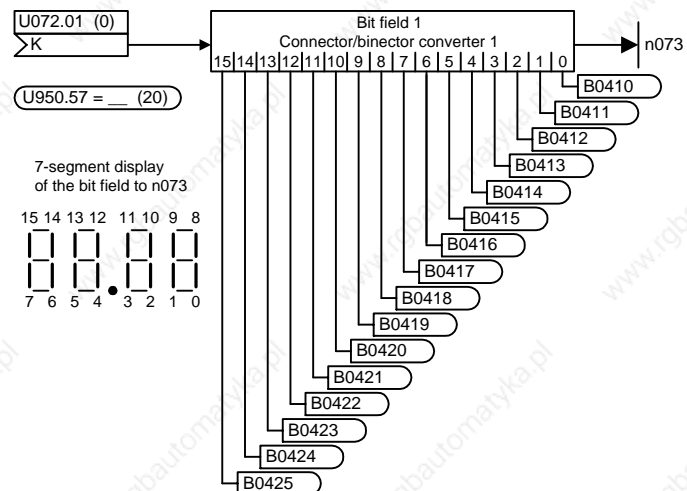 U072.01 (0)
K
Bit field 1
Connector/binector converter 1
15 14 13 12 11 10 9 8 7 6 5 4 3 2 1 0
n073
U950.57 = __ (20)
B0410
B0411
B0412
B0413
B0414
B0415
B0416
B0417
B0418
B0419
B0420
B0421
B0422
B0423
B0424
B0425
7-segment display
of the bit field to n073
15 14 13 12 11 10 9 8
7 6 5 4 3 2 1 0
www.rgbautomatyka.pl